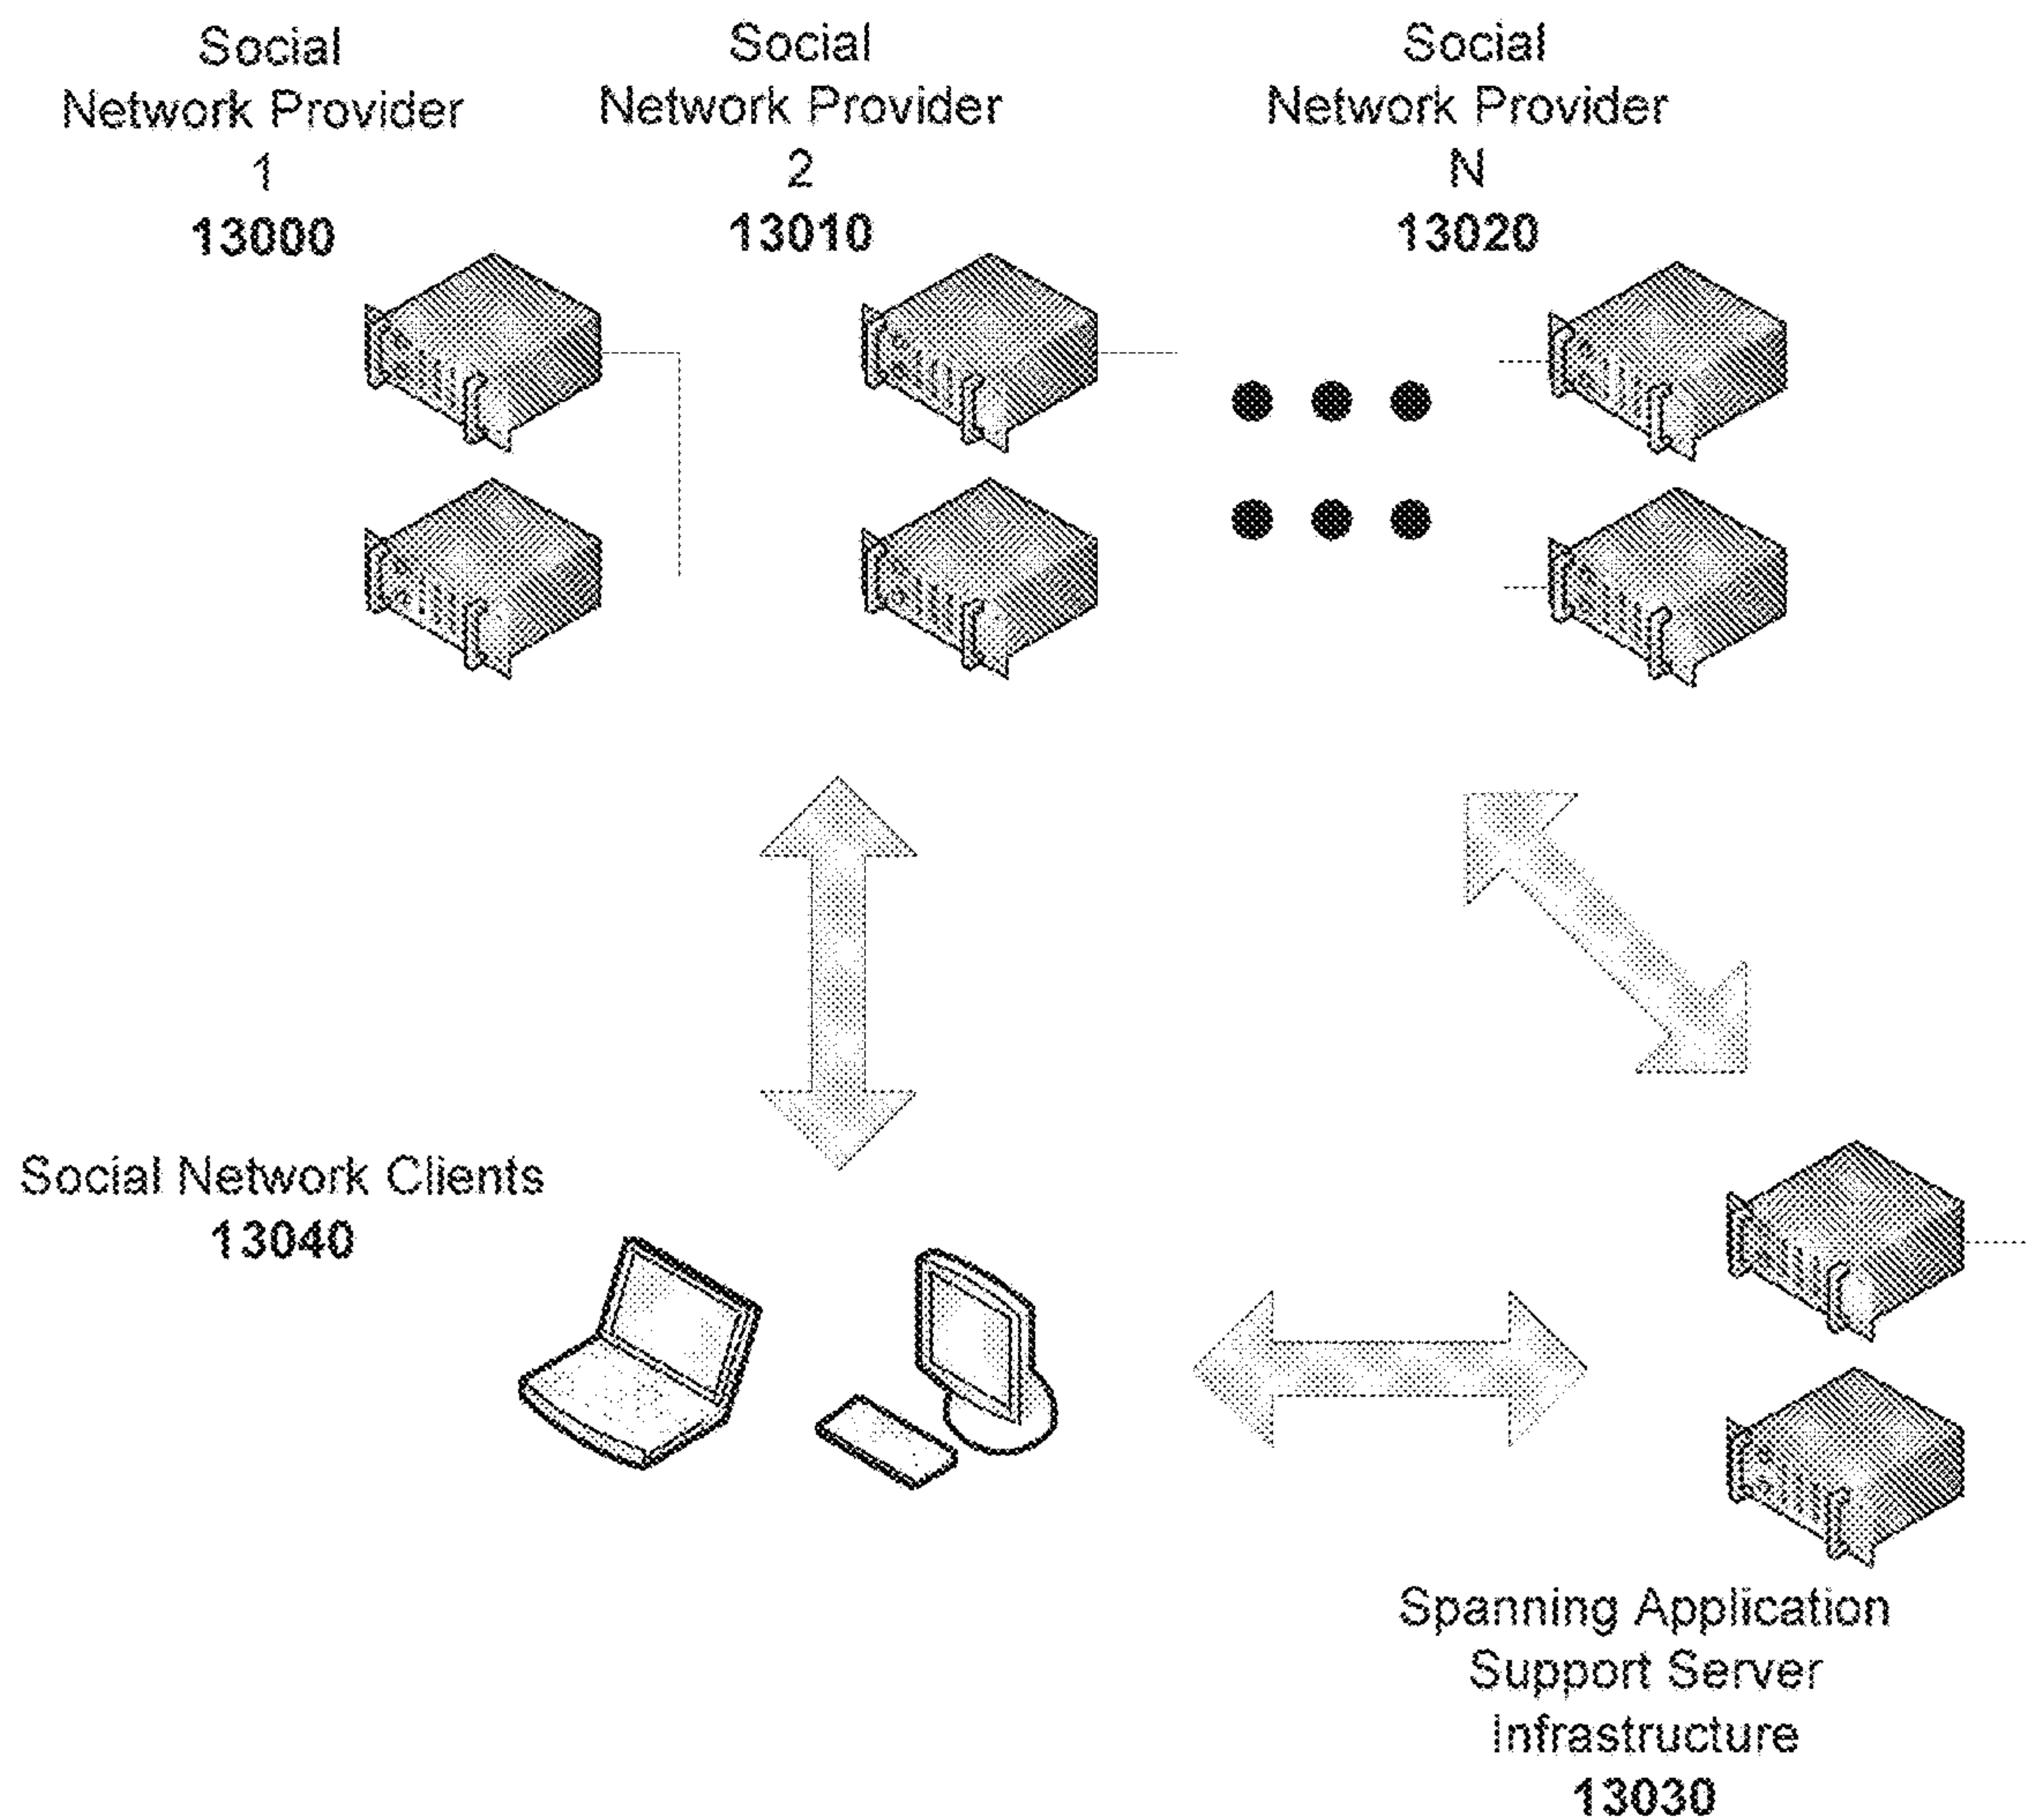 Social
Network Provider
1
13000
Social
Network Provider
2
13010
Social
Network Provider
N
13020
Social Network Clients
13040
Spanning Application
Support Server
Infrastructure
13030